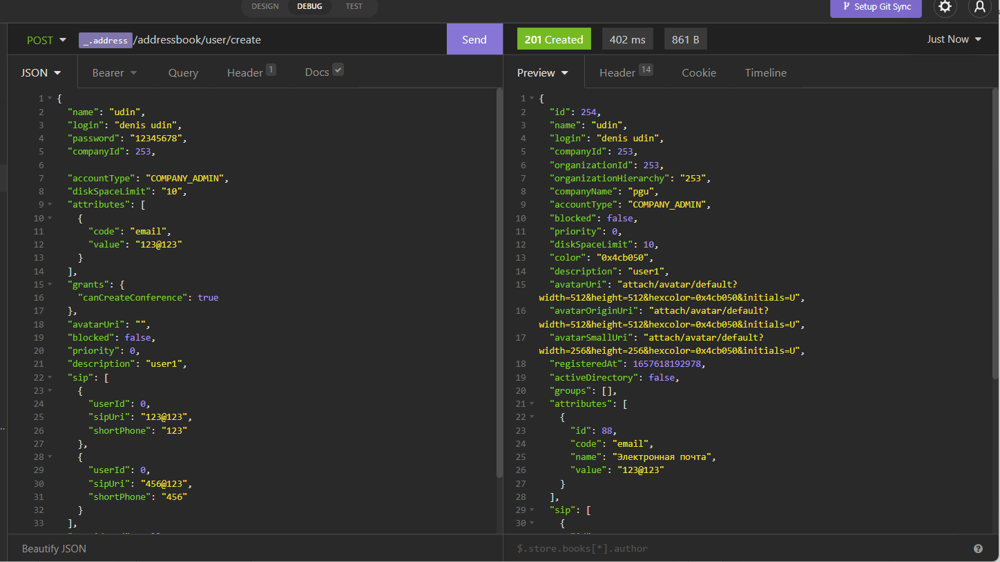 DESIGN DEBUG TEST
Setup Git Sync
POST _.address /addressbook/user/create Send
201 Created 402 ms 861 B Just Now
JSON Bearer Query Header 1 Docs
Preview Header 14 Cookie Timeline
1 {
2 "name": "udin",
3 "login": "denis udin",
4 "password": "12345678",
5 "companyId": 253,
6
7 "accountType": "COMPANY_ADMIN",
8 "diskSpaceLimit": "10",
9 "attributes": [
10 {
11 "code": "email",
12 "value": "123@123"
13 }
14 ],
15 "grants": {
16 "canCreateConference": true
17 },
18 "avatarUri": "",
19 "blocked": false,
20 "priority": 0,
21 "description": "user1",
22 "sip": [
23 {
24 "userId": 0,
25 "sipUri": "123@123",
26 "shortPhone": "123"
27 },
28 {
29 "userId": 0,
30 "sipUri": "456@123",
31 "shortPhone": "456"
32 }
33 ],
Beautify JSON
1 {
2 "id": 254,
3 "name": "udin",
4 "login": "denis udin",
5 "companyId": 253,
6 "organizationId": 253,
7 "organizationHierarchy": "253",
8 "companyName": "pgu",
9 "accountType": "COMPANY_ADMIN",
10 "blocked": false,
11 "priority": 0,
12 "diskSpaceLimit": 10,
13 "color": "0x4cb050",
14 "description": "user1",
15 "avatarUri": "attach/avatar/default?
width=512&height=512&hexcolor=0x4cb050&initials=U",
16 "avatarOriginUri": "attach/avatar/default?
width=512&height=512&hexcolor=0x4cb050&initials=U",
17 "avatarSmallUri": "attach/avatar/default?
width=256&height=256&hexcolor=0x4cb050&initials=U",
18 "registeredAt": 1657618192978,
19 "activeDirectory": false,
20 "groups": [],
21 "attributes": [
22 {
23 "id": 88,
24 "code": "email",
25 "name": "Электронная почта",
26 "value": "123@123"
27 }
28 ],
29 "sip": [
30 {
$.store.books[*].author